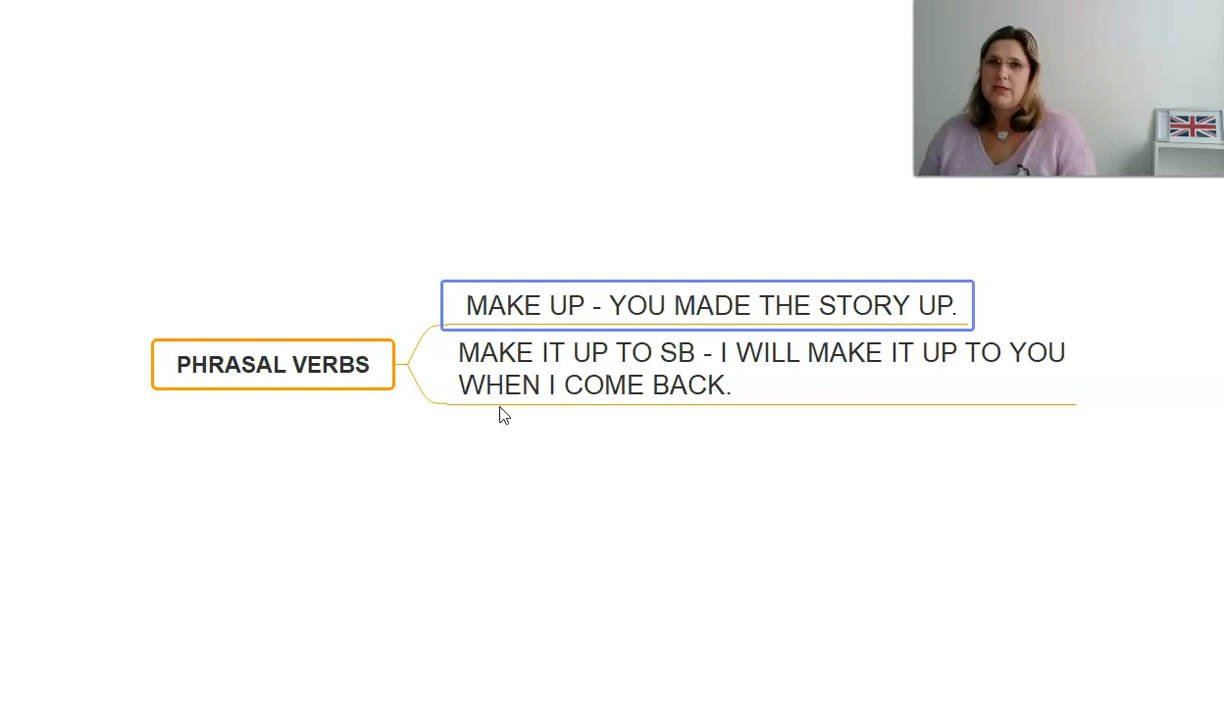 MAKE UP - YOU MADE THE STORY UP.
PHRASAL VERBS
MAKE IT UP TO SB - I WILL MAKE IT UP TO YOU
WHEN I COME BACK.